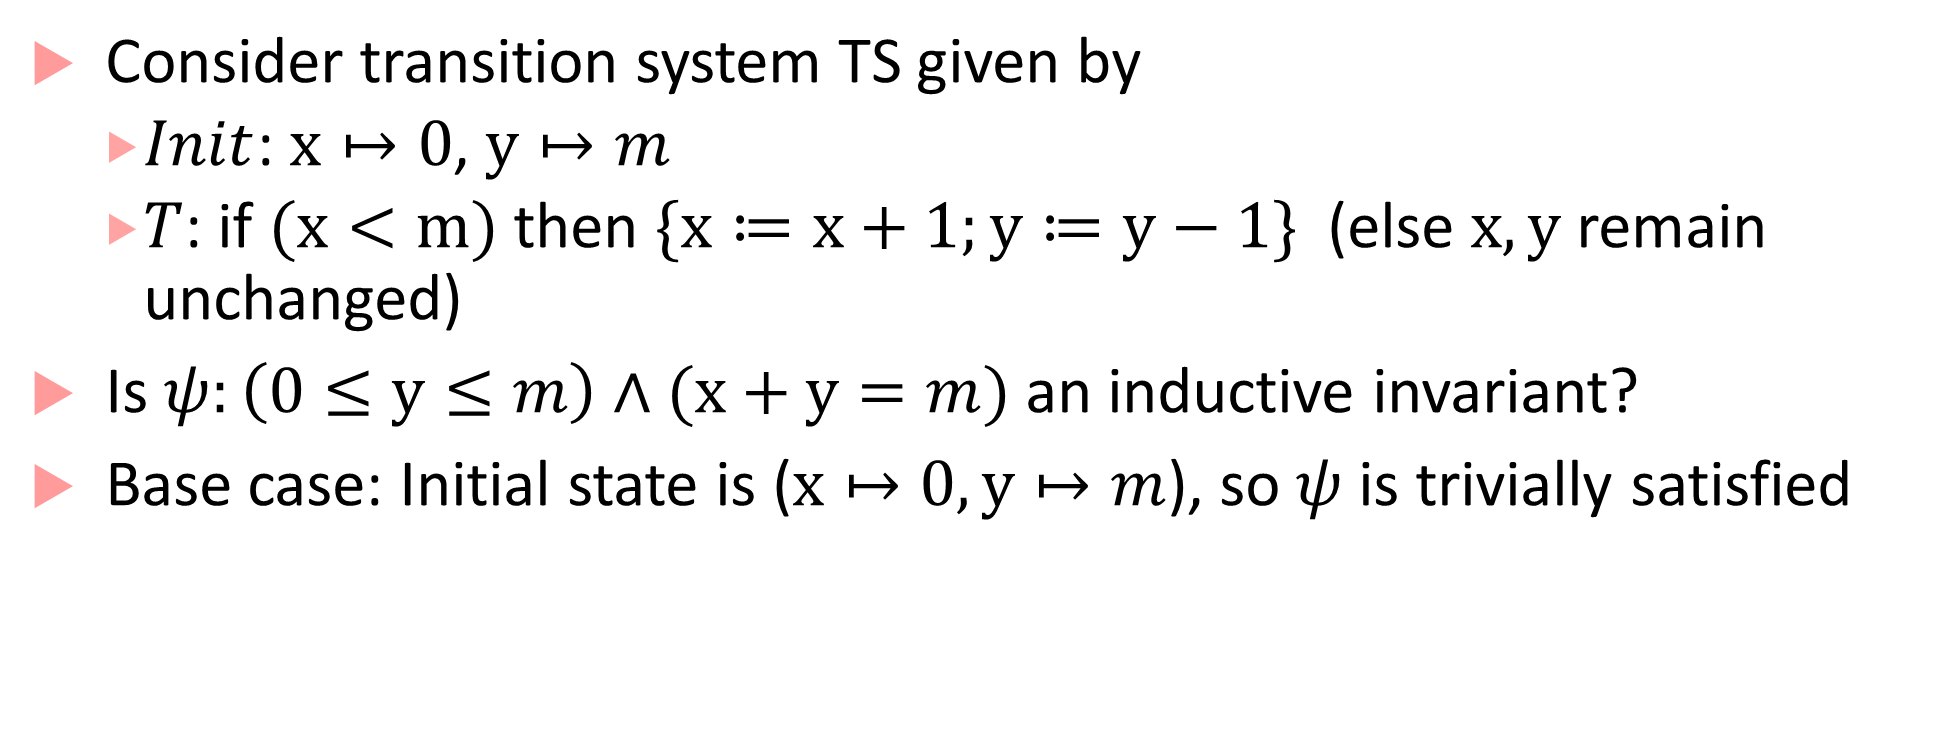 Consider transition system TS given by
Init: x ↦ 0, y ↦ m
T: if (x < m) then {x ≔ x + 1; y ≔ y − 1} (else x, y remain
unchanged)
Is ψ: (0 ≤ y ≤ m) ∧ (x + y = m) an inductive invariant?
Base case: Initial state is (x ↦ 0, y ↦ m), so ψ is trivially satisfied